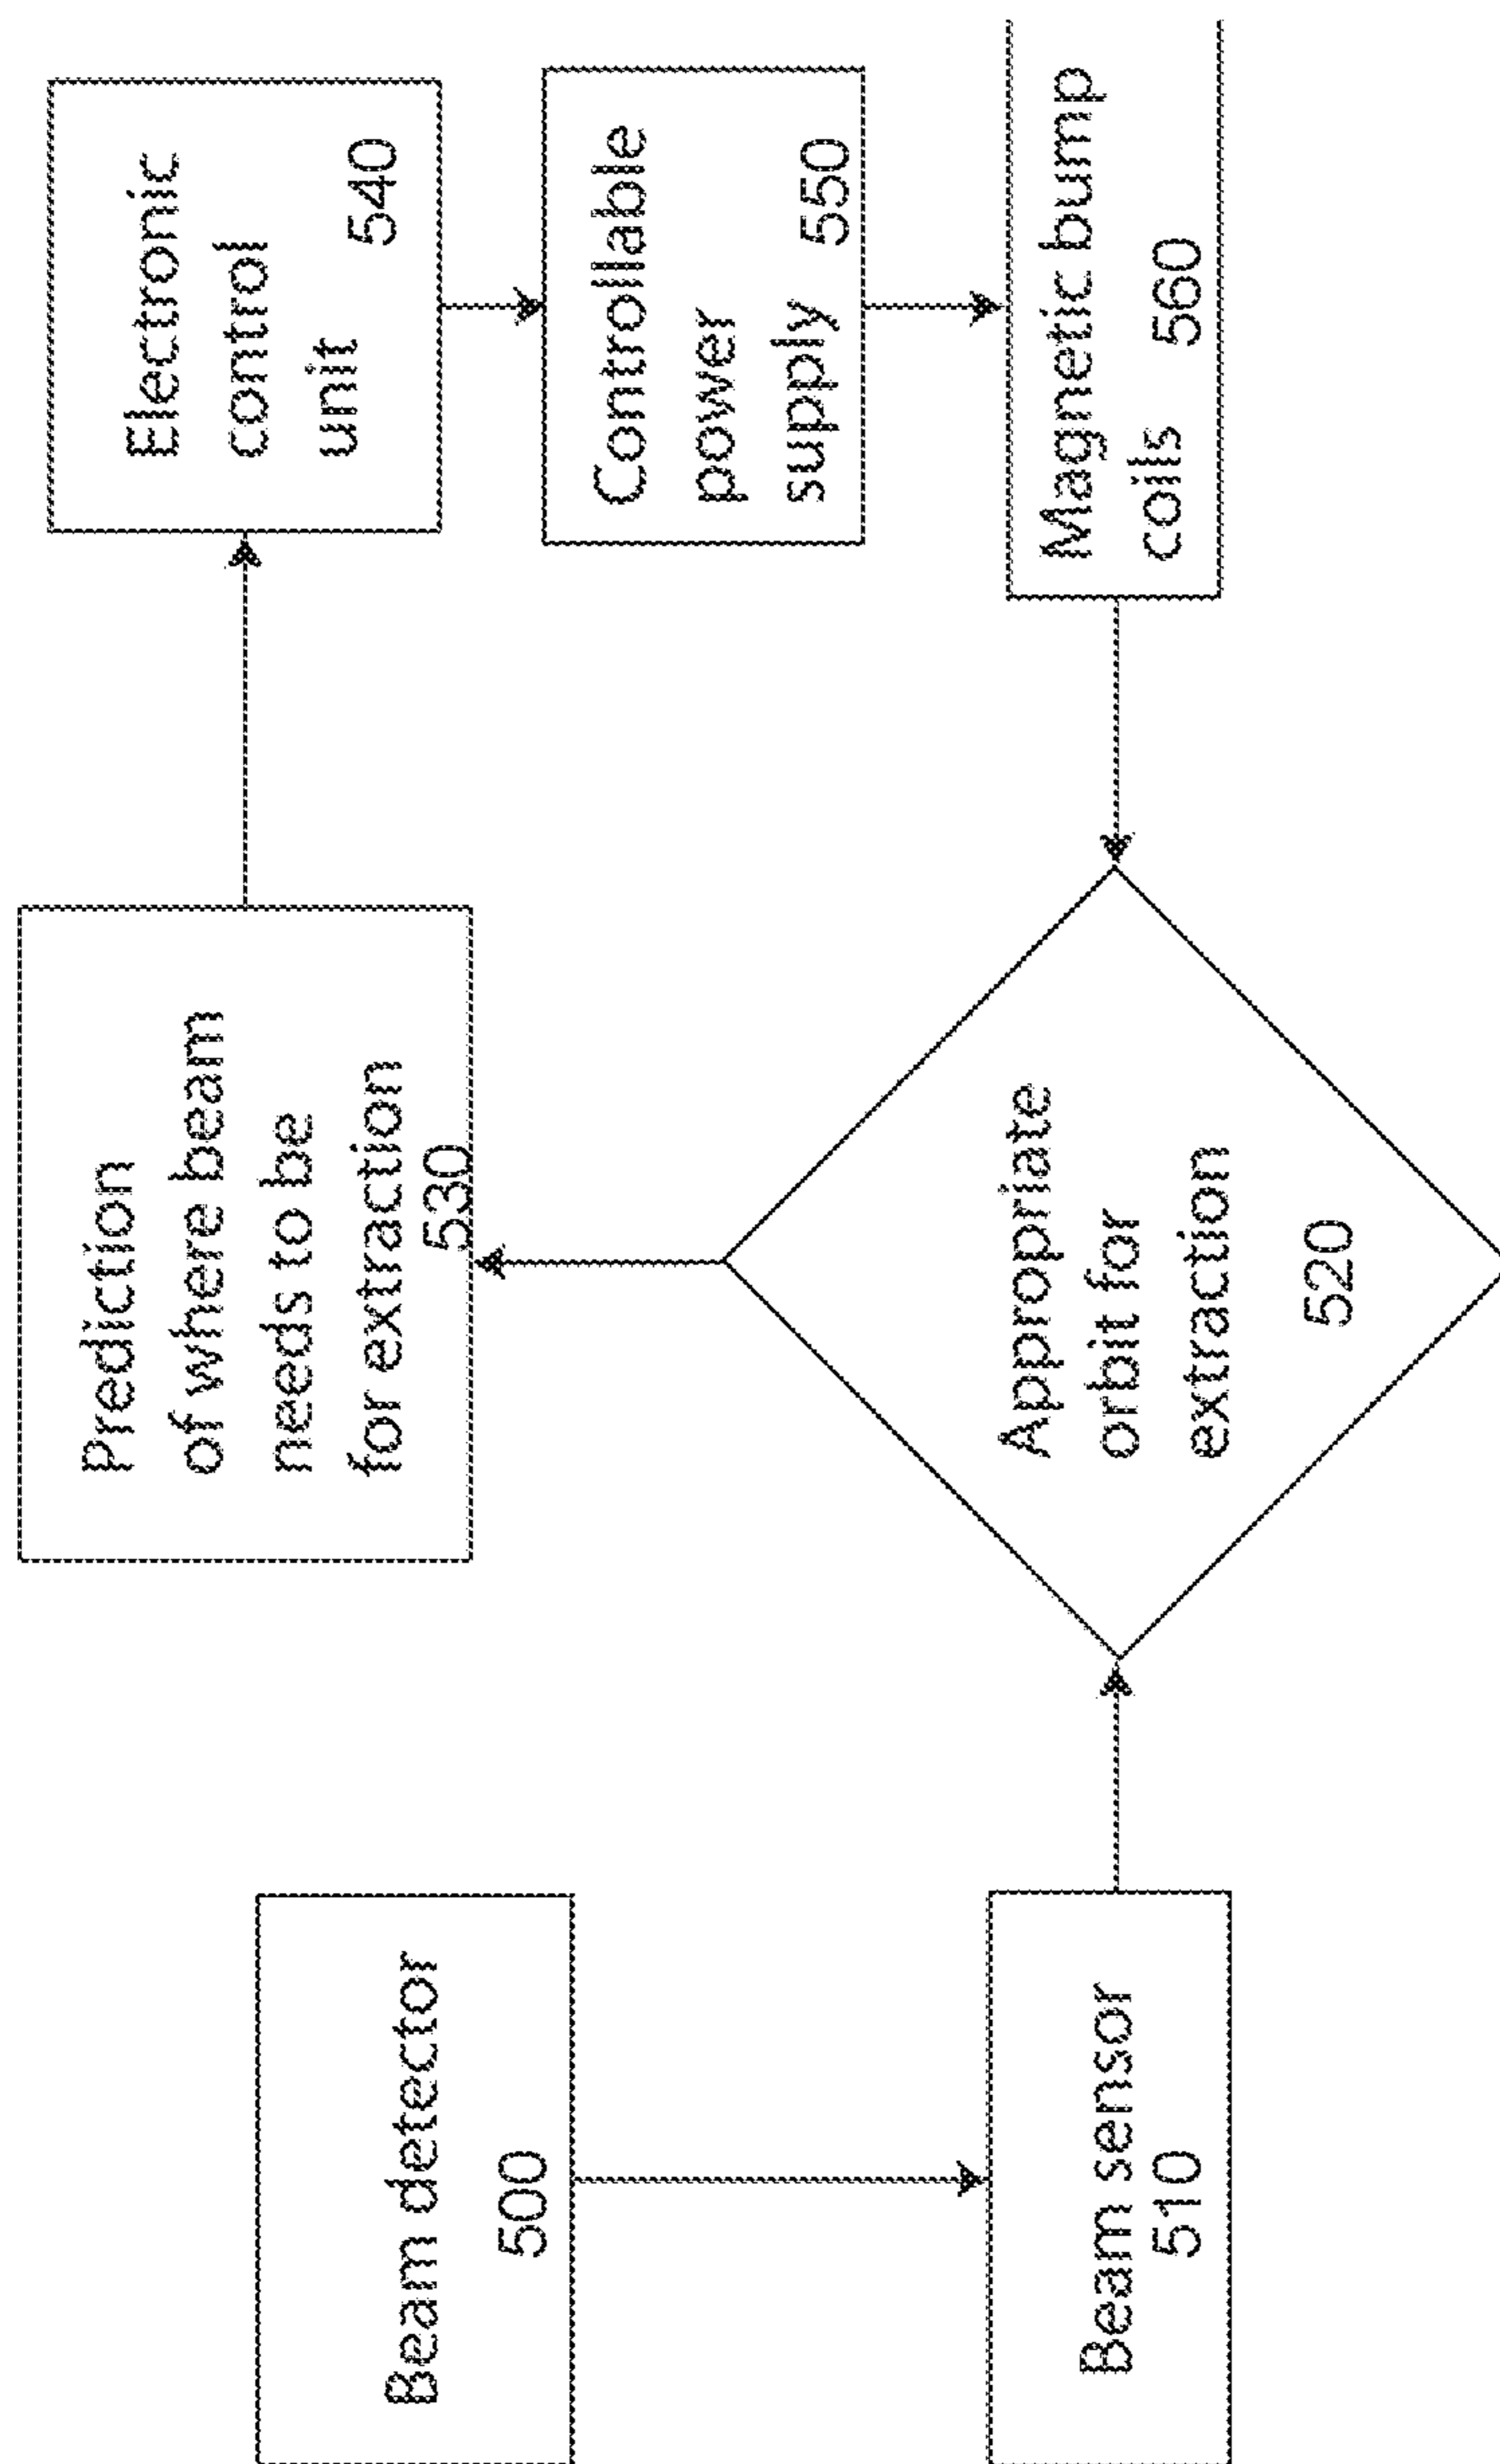 Beam detector
500
Beam sensor
510
Prediction
of where beam
needs to be
for extraction
530
Appropriate
orbit for
extraction
520
Electronic
control
unit
540
Controllable
power
supply 550
Magnetic bump
coils 560